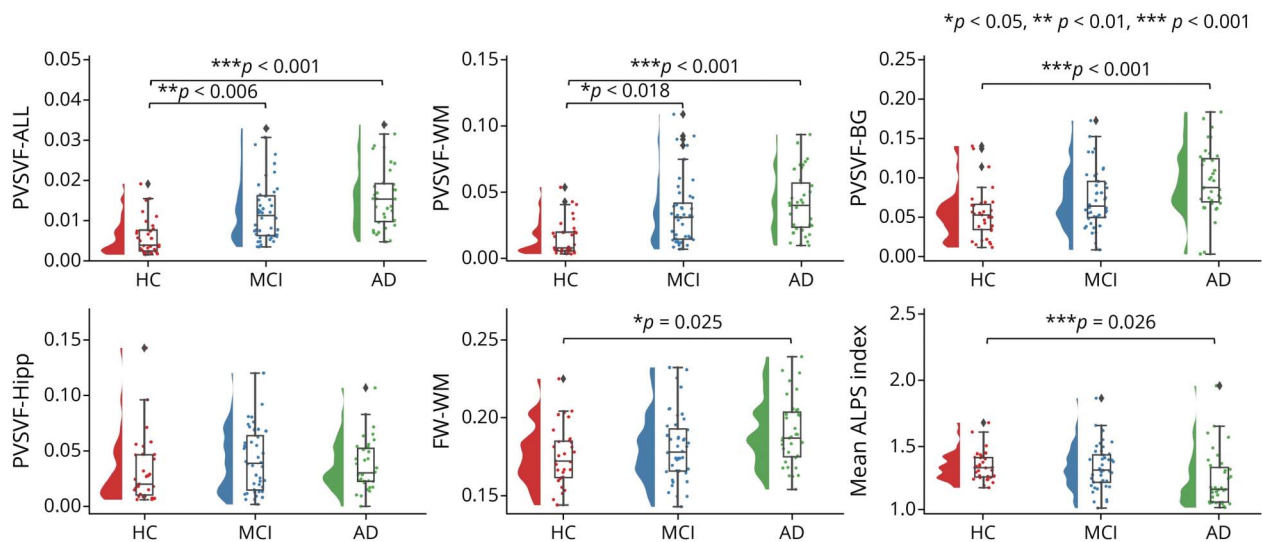 *p < 0.05, ** p < 0.01, *** p < 0.001
PVSVF-ALL
0.05
0.04
0.03
0.02
0.01
0.00
***p < 0.001
**p < 0.006
HC MCI AD
PVSVF-WM
0.15
0.10
0.05
0.00
***p < 0.001
*p < 0.018
HC MCI AD
PVSVF-BG
0.25
0.20
0.15
0.10
0.05
0.00
***p < 0.001
HC MCI AD
PVSVF-Hipp
0.15
0.10
0.05
0.00
HC MCI AD
FW-WM
0.25
0.20
0.15
*p = 0.025
HC MCI AD
Mean ALPS index
2.5
2.0
1.5
1.0
***p = 0.026
HC MCI AD